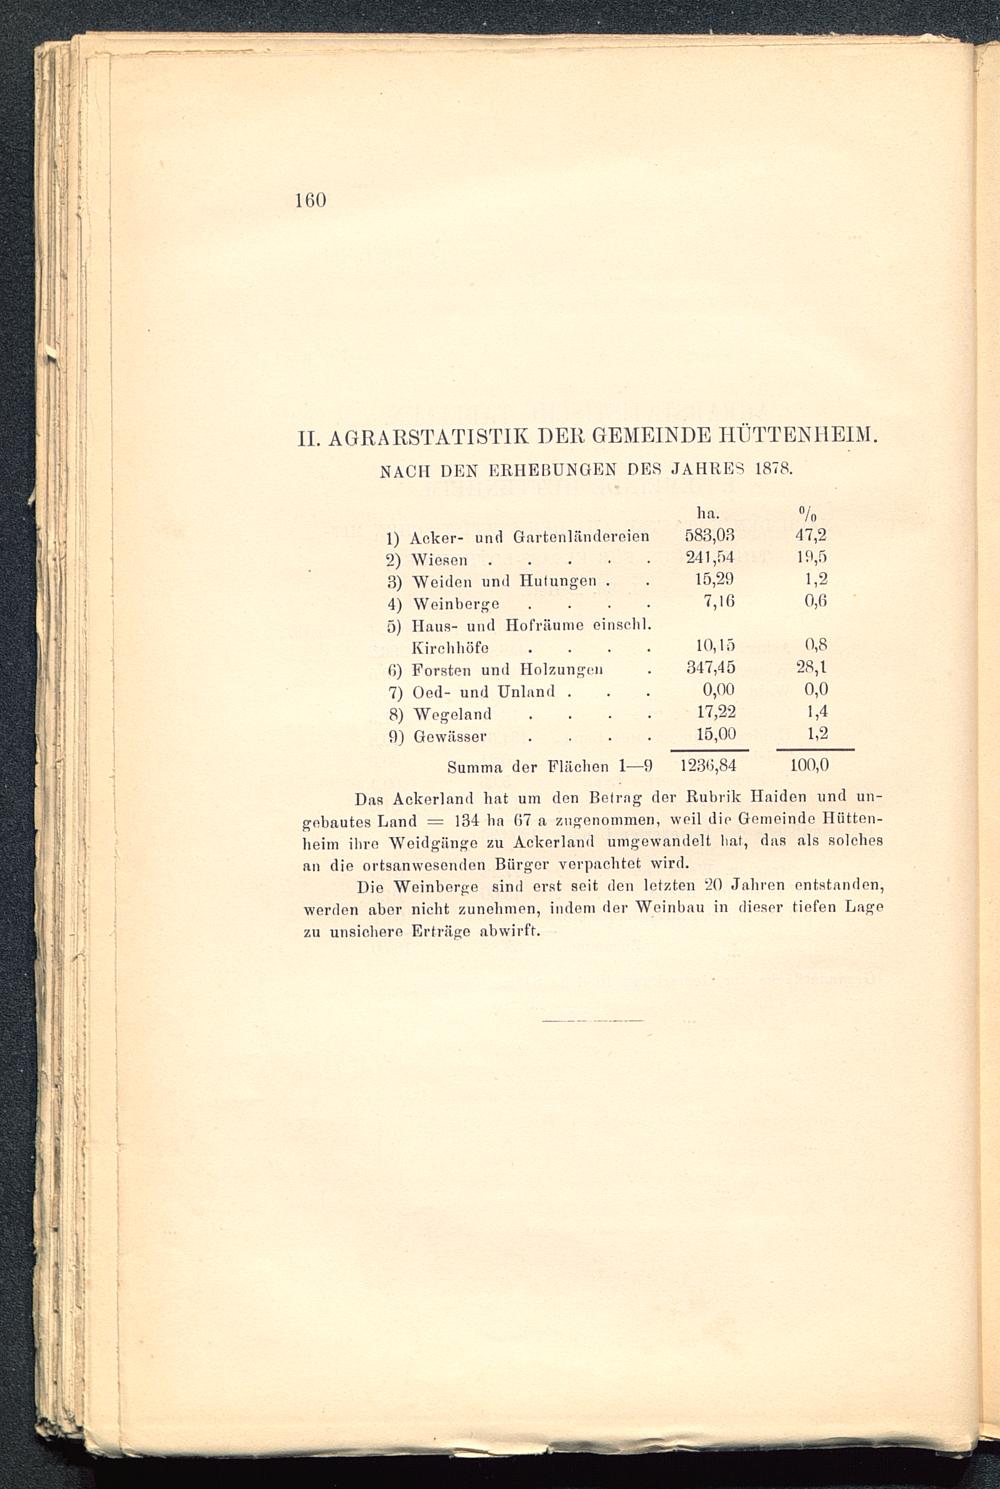 160
II. AGRARSTATISTIK DER GEMEINDE HÜTTENHEIM.
NACH DEN ERHEBUNGEN DES JAHRES 1878.
ha. %
1) Acker- und Gartenländereien 583,03 47,2
2) Wiesen . . . . . 241,54 19,5
3) Weiden und Hutungen . . 15,29 1,2
4) Weinberge . . . . 7,16 0,6
5) Haus- und Hofräume einschl.
Kirchhöfe . . . . 10,15 0,8
6) Forsten und Holzungen . 347,45 28,1
7) Oed- und Unland . . . 0,00 0,0
8) Wegeland . . . . 17,22 1,4
9) Gewässer . . . . 15,00 1,2
Summa der Flächen 1—9 1236,84 100,0
Das Ackerland hat um den Betrag der Rubrik Haiden und un-
gebautes Land = 134 ha 67 a zugenommen, weil die Gemeinde Hütten-
heim ihre Weidgänge zu Ackerland umgewandelt hat, das als solches
an die ortsanwesenden Bürger verpachtet wird.
Die Weinberge sind erst seit den letzten 20 Jahren entstanden,
werden aber nicht zunehmen, indem der Weinbau in dieser tiefen Lage
zu unsichere Erträge abwirft.